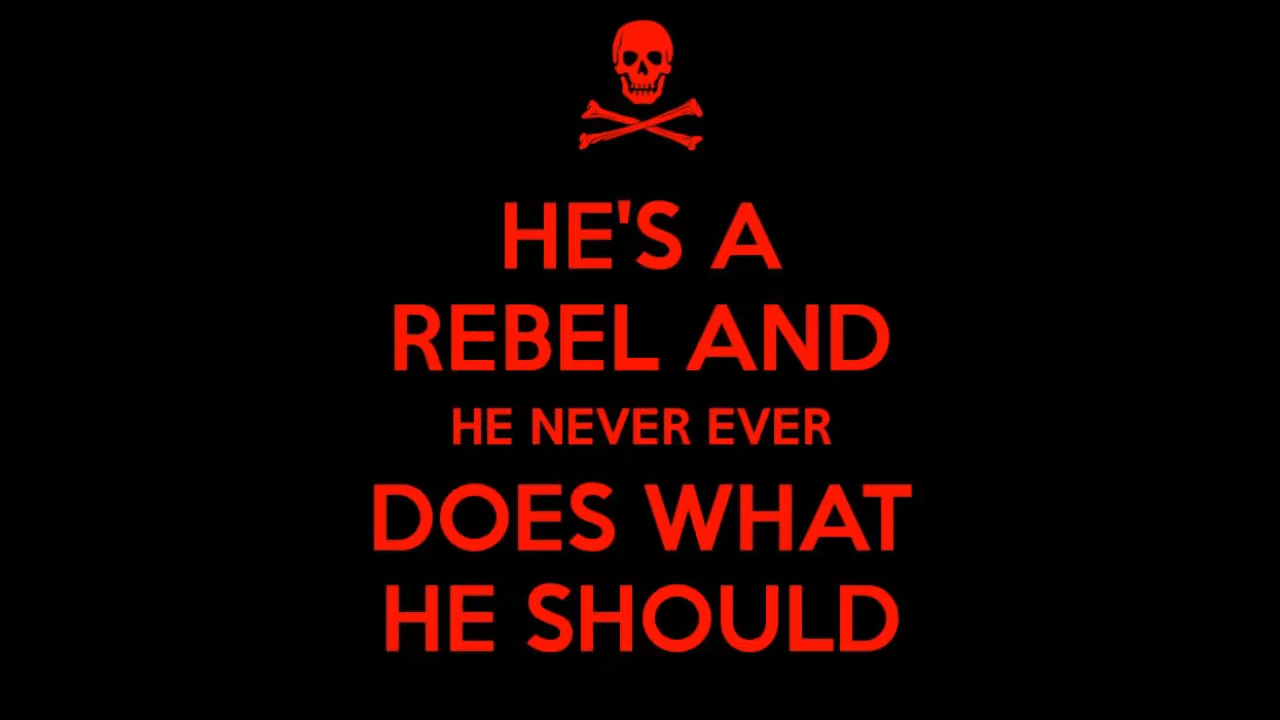 HE'S A
REBEL AND
HE NEVER EVER
DOES WHAT
HE SHOULD